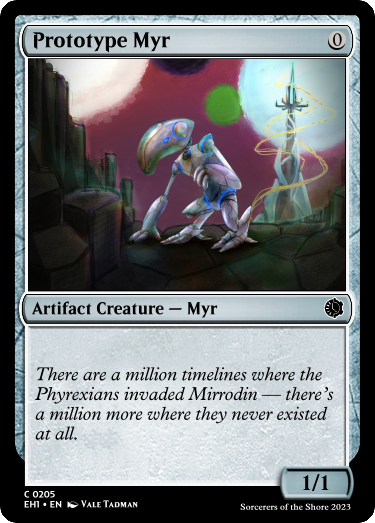 Prototype Myr 0
Artifact Creature — Myr
There are a million timelines where the
Phyrexians invaded Mirrodin — there's
a million more where they never existed
at all.
1/1
C 0205
EH1 • EN Vale Tadman
Sorcerers of the Shore 2023